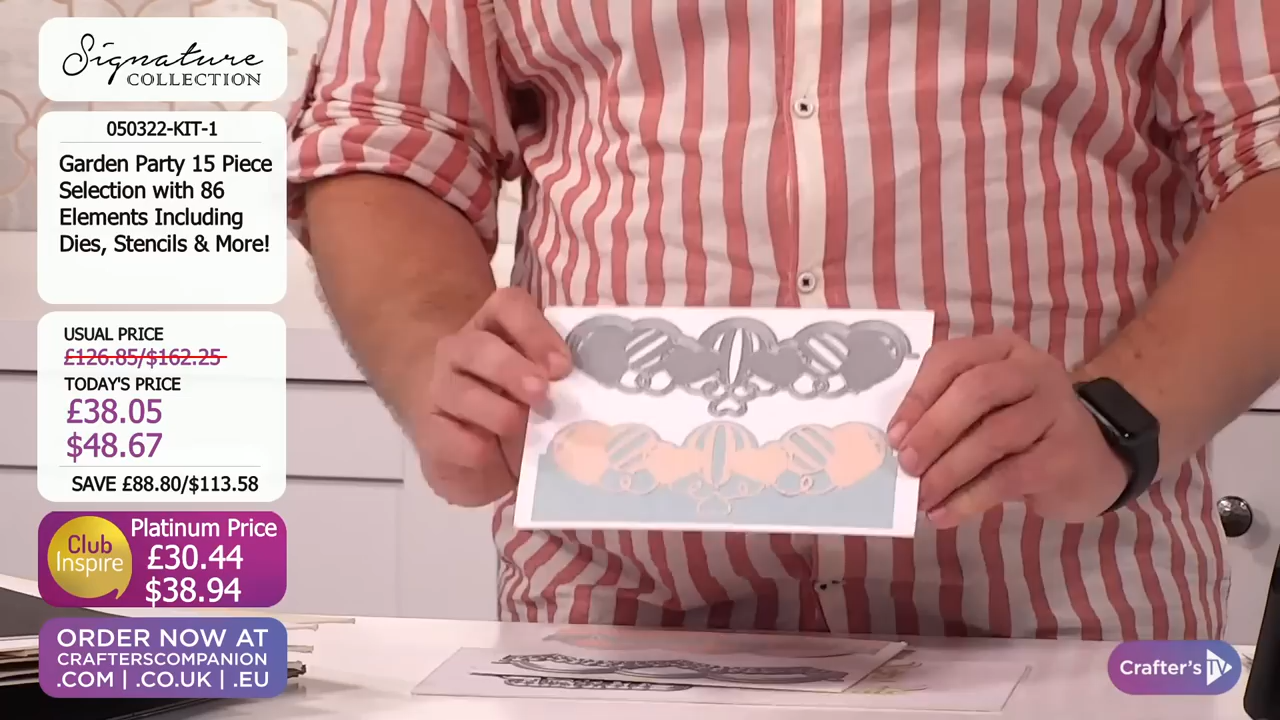 Signature
COLLECTION
050322-KIT-1
Garden Party 15 Piece
Selection with 86
Elements Including
Dies, Stencils & More!
USUAL PRICE
£126.85/$162.25
TODAY'S PRICE
£38.05
$48.67
SAVE £88.80/$113.58
Club
Inspire
Platinum Price
£30.44
$38.94
ORDER NOW AT
CRAFTERSCOMPANION
.COM | .CO.UK | .EU
Crafter's TV